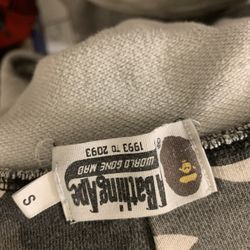 A Bathing Ape
®
WORLD GONE MAD
1993 TO 2093
S